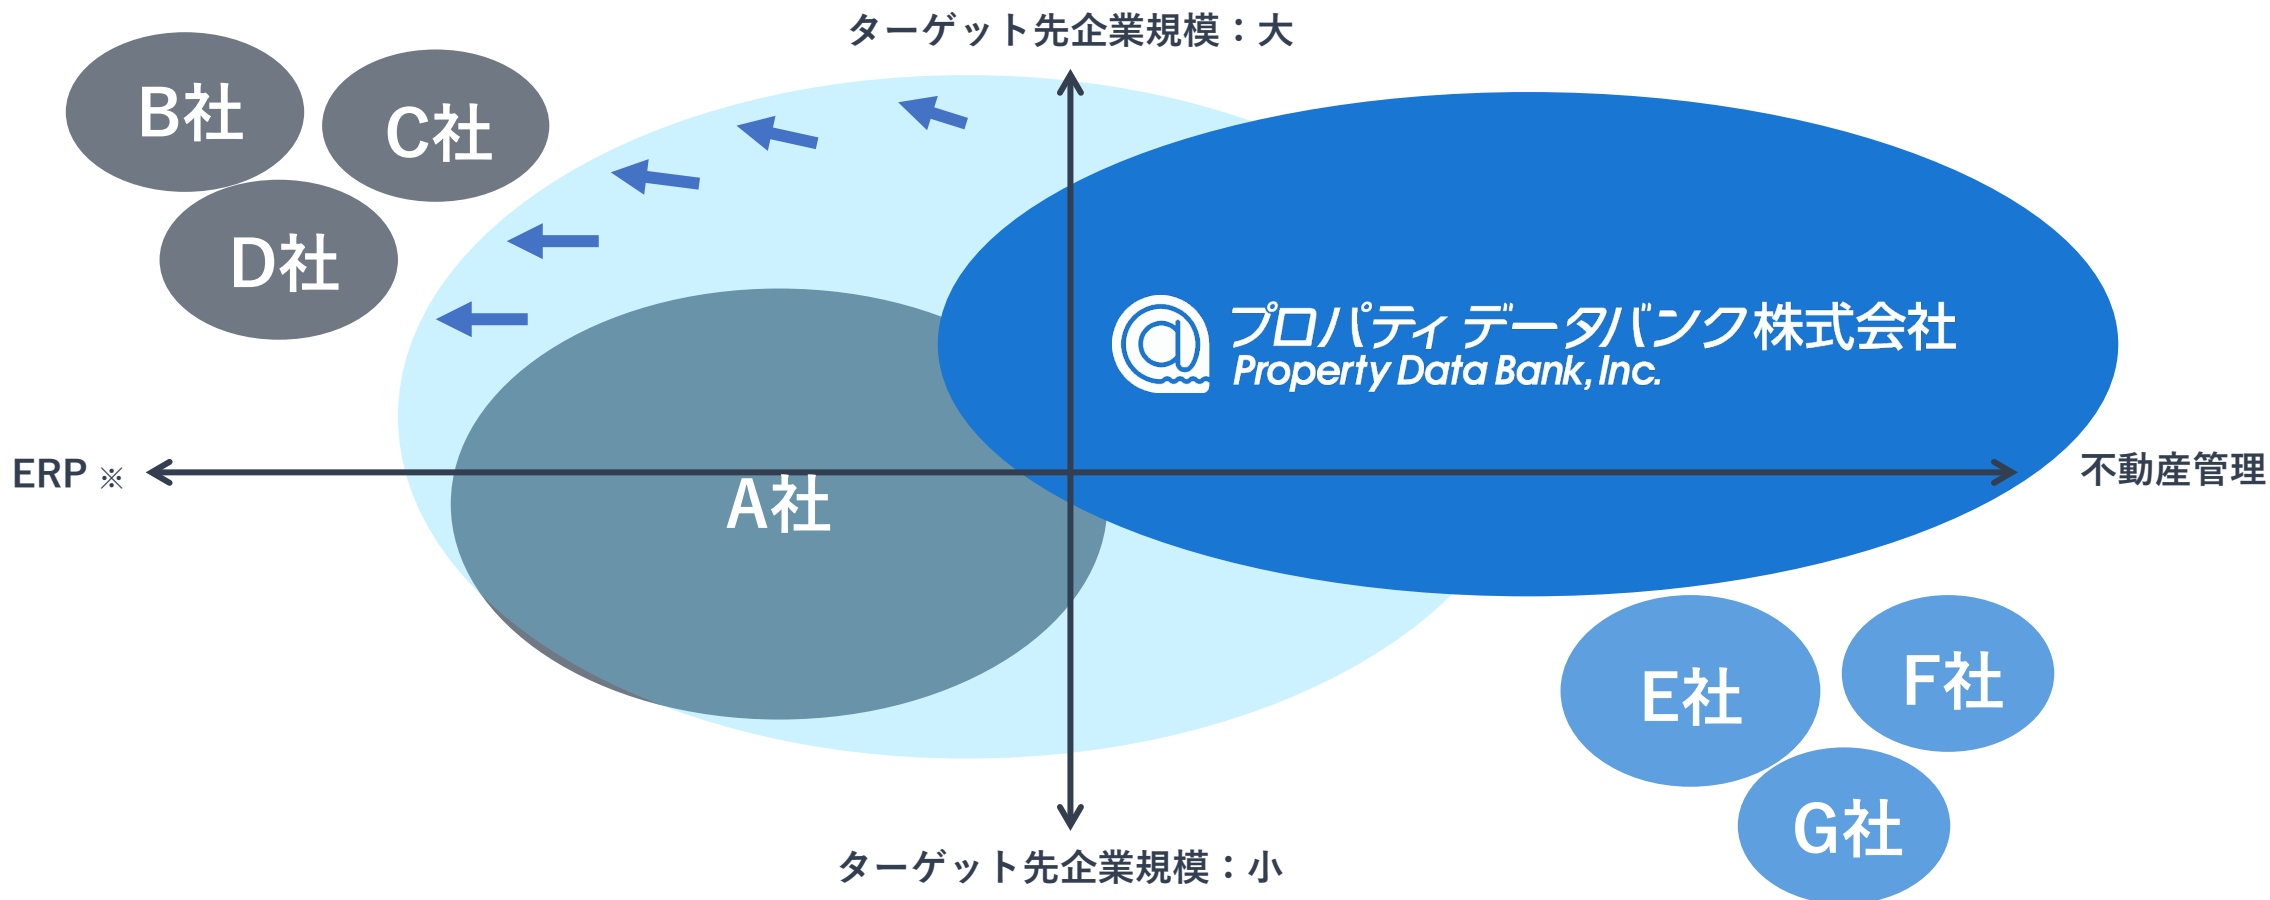 ターゲット先企業規模：大
B社
C社
D社
プロパティデータバンク株式会社
Property Data Bank, Inc.
ERP ※
不動産管理
A社
E社
F社
G社
ターゲット先企業規模：小